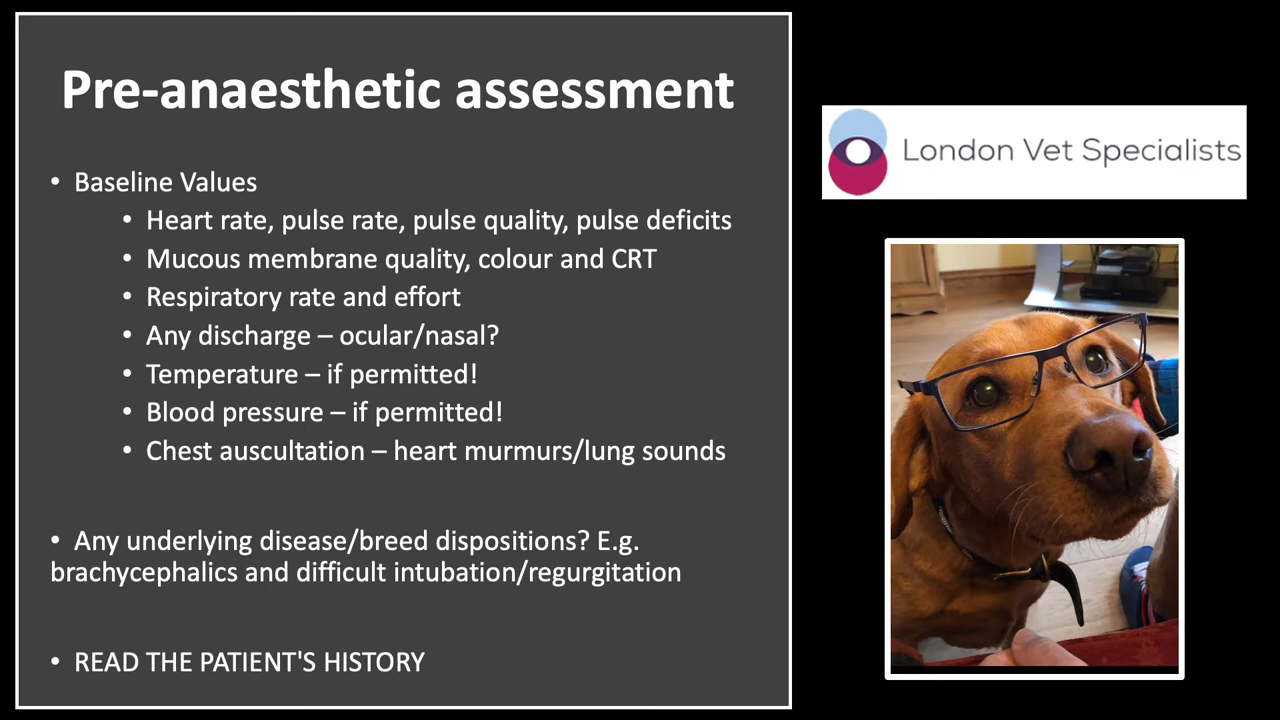 Pre-anaesthetic assessment
• Baseline Values
• Heart rate, pulse rate, pulse quality, pulse deficits
• Mucous membrane quality, colour and CRT
• Respiratory rate and effort
• Any discharge – ocular/nasal?
• Temperature – if permitted!
• Blood pressure – if permitted!
• Chest auscultation – heart murmurs/lung sounds
• Any underlying disease/breed dispositions? E.g.
brachycephalics and difficult intubation/regurgitation
• READ THE PATIENT'S HISTORY
London Vet Specialists